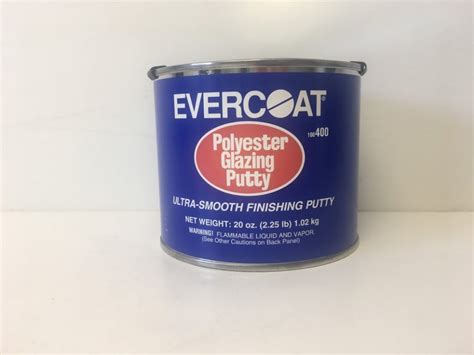 EVERCOAT®
100400
Polyester
Glazing
Putty
ULTRA-SMOOTH FINISHING PUTTY
NET WEIGHT: 20 oz. (2.25 lb) 1.02 kg
WARNING! FLAMMABLE LIQUID AND VAPOR.
(See Other Cautions on Back Panel)